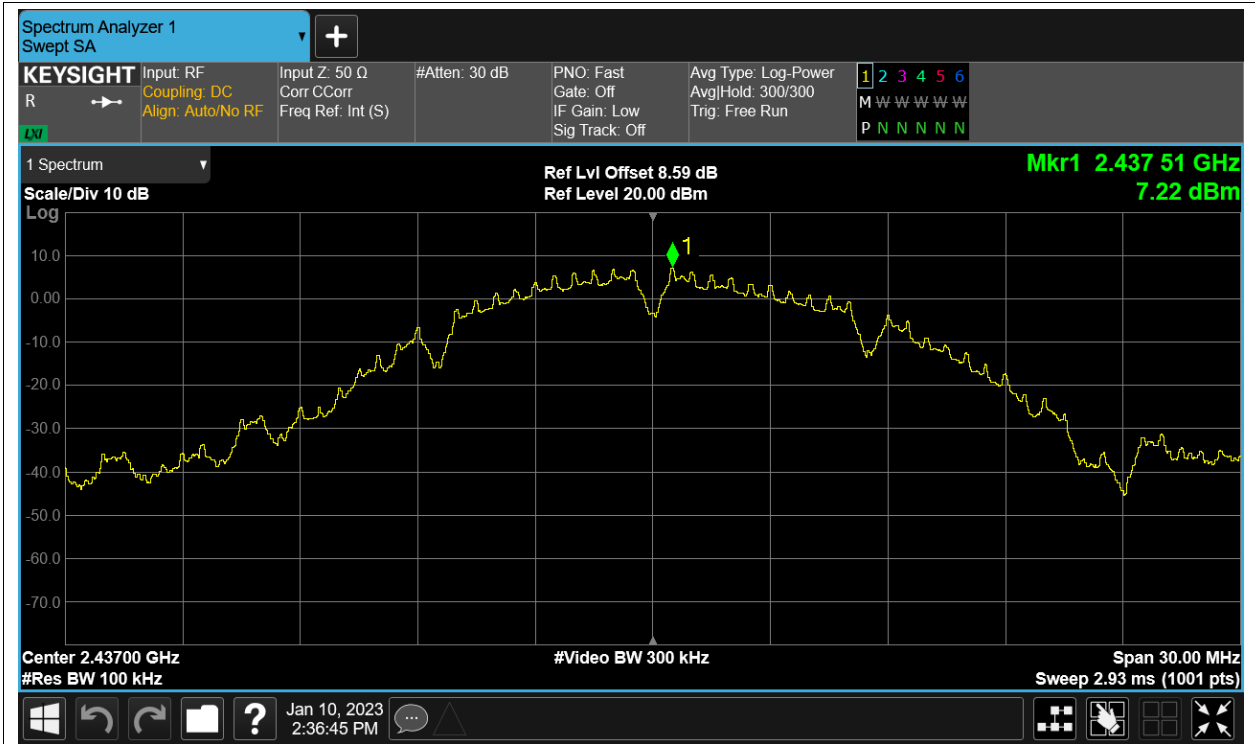 Spectrum Analyzer 1
Swept SA
KEYSIGHT
R
LXI
Input: RF
Coupling: DC
Align: Auto/No RF
Input Z: 50 Ω
Corr CCorr
Freq Ref: Int (S)
#Atten: 30 dB
PNO: Fast
Gate: Off
IF Gain: Low
Sig Track: Off
Avg Type: Log-Power
Avg|Hold: 300/300
Trig: Free Run
1 2 3 4 5 6
M W W W W W
P N N N N N
1 Spectrum
Ref Lvl Offset 8.59 dB
Mkr1 2.437 51 GHz
Scale/Div 10 dB
Ref Level 20.00 dBm
7.22 dBm
Log
1
10.0
0.00
-10.0
-20.0
-30.0
-40.0
-50.0
-60.0
-70.0
Center 2.43700 GHz
#Video BW 300 kHz
Span 30.00 MHz
#Res BW 100 kHz
Sweep 2.93 ms (1001 pts)
?
Jan 10, 2023
2:36:45 PM